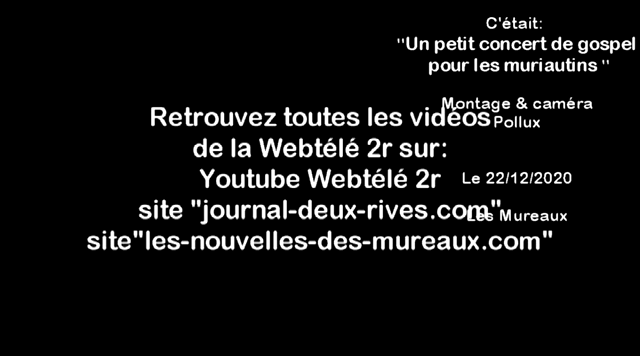 C'était:
"Un petit concert de gospel
pour les muriautins "
Montage & caméra
Pollux
Le 22/12/2020
Les Mureaux
Retrouvez toutes les vidéos
de la Webtélé 2r sur:
Youtube Webtélé 2r
site "journal-deux-rives.com"
site"les-nouvelles-des-mureaux.com"